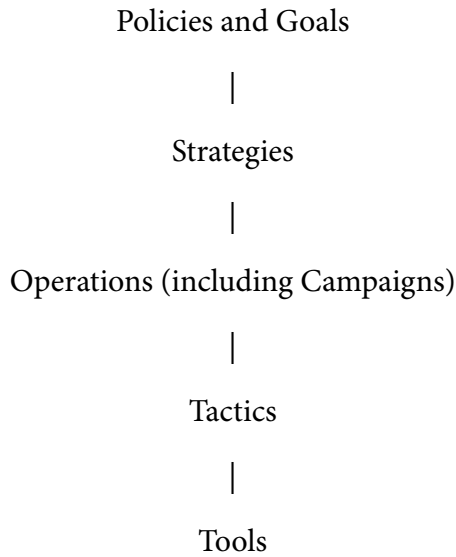 Policies and Goals
Strategies
Operations (including Campaigns)
Tactics
Tools